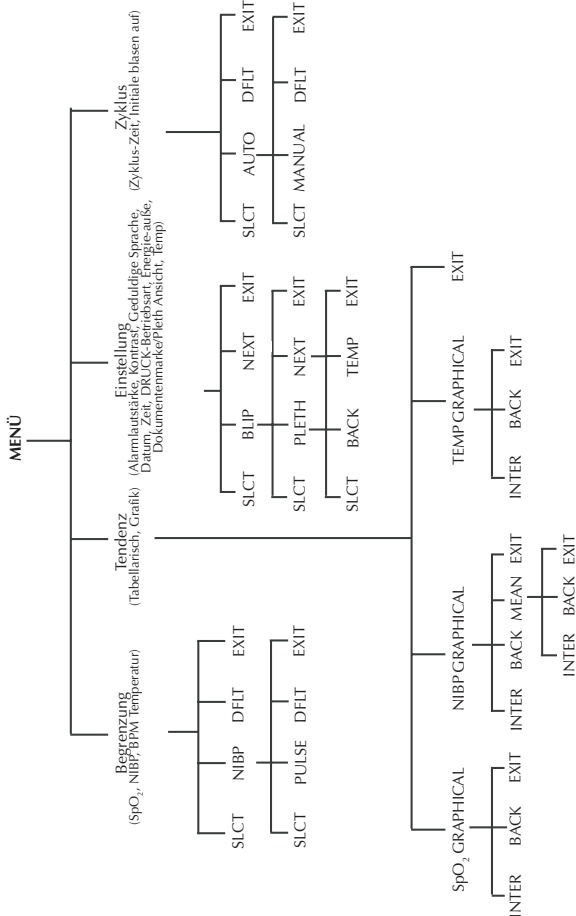 MENÜ
Begrenzung
(SpO₂, NIBP, BPM Temperatur)
SLCT NIBP DFLT EXIT
SLCT PULSE DFLT EXIT
Tendenz
(Tabellarisch, Grafik)
Einstellung
(Alarmlautstärke, Kontrast, Geduldige Sprache,
Datum, Zeit, DRUCK-Betriebsart, Energie-auße,
Dokumentenmarke/Pleth Ansicht, Temp)
SLCT BLIP NEXT EXIT
SLCT PLETH NEXT EXIT
SLCT BACK TEMP EXIT
Zyklus
(Zyklus-Zeit, Initiale blasen auf)
SLCT AUTO DFLT EXIT
SLCT MANUAL DFLT EXIT
SpO₂ GRAPHICAL
INTER BACK EXIT
NIBP GRAPHICAL
INTER BACK MEAN EXIT
INTER BACK EXIT
TEMP GRAPHICAL
INTER BACK EXIT
EXIT